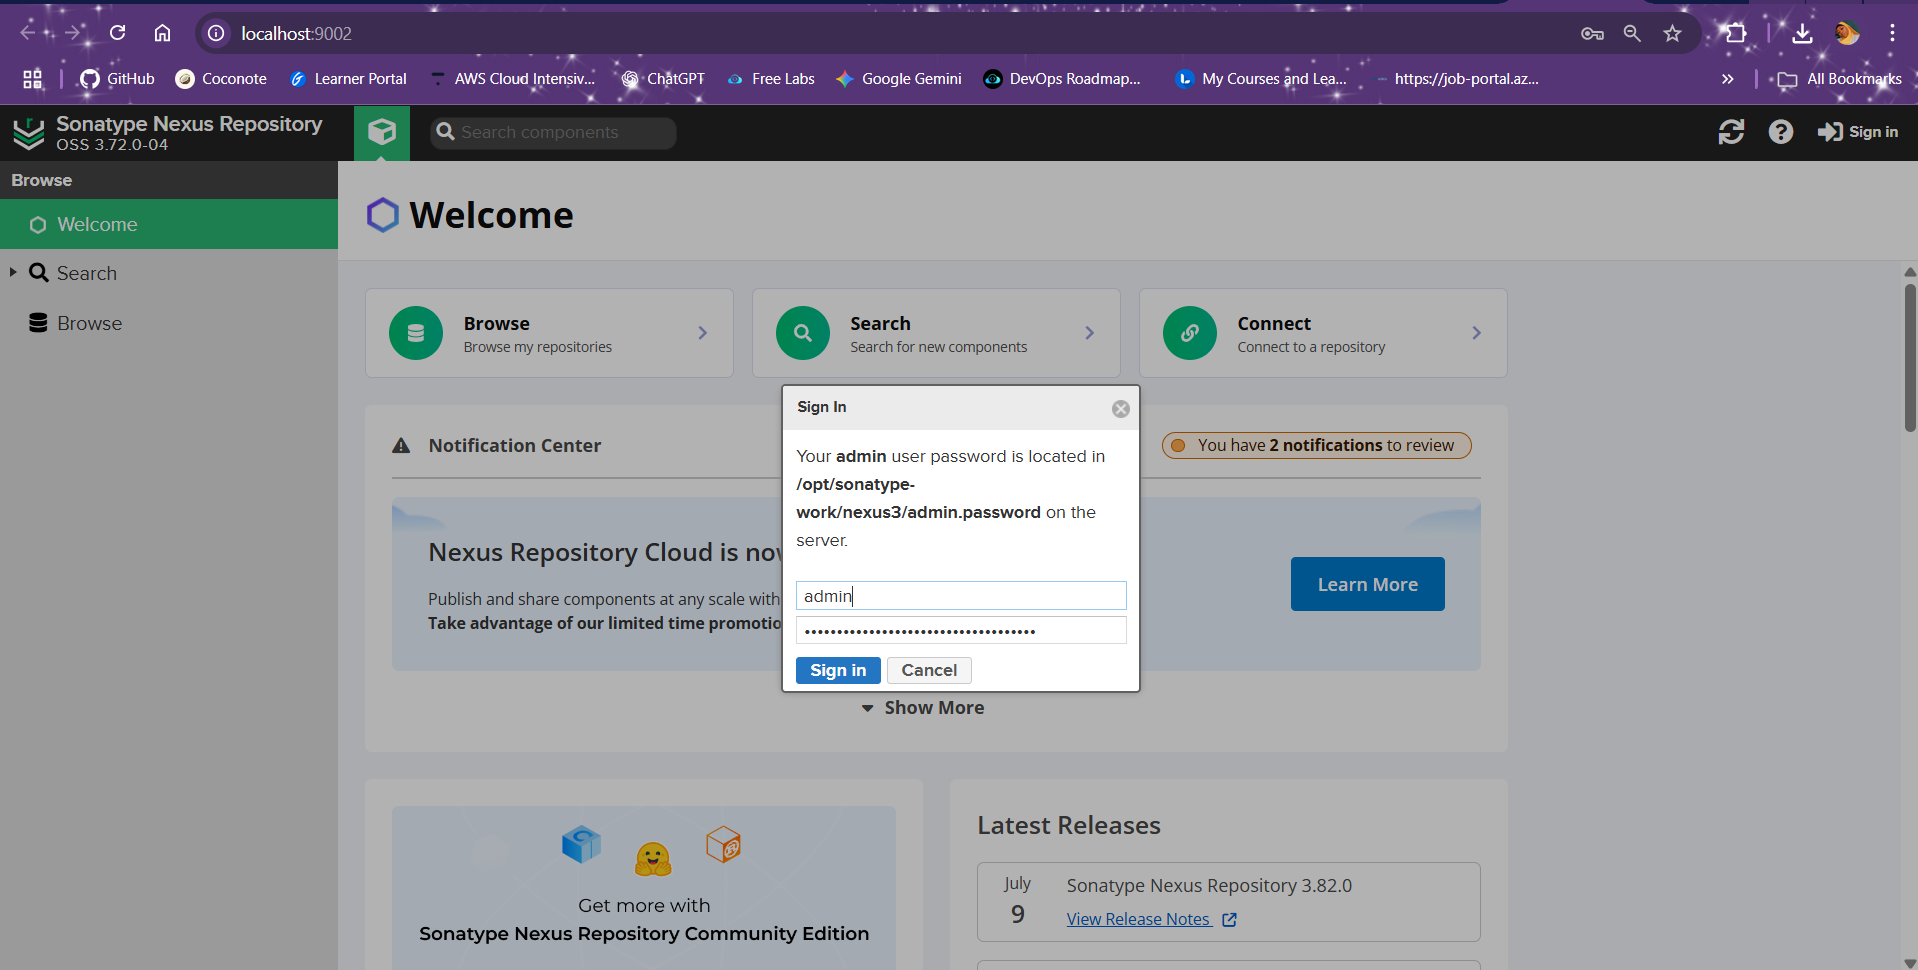 localhost:9002
GitHub
Coconote
Learner Portal
AWS Cloud Intensiv...
ChatGPT
Free Labs
Google Gemini
DevOps Roadmap...
My Courses and Lea...
https://job-portal.az...
»
All Bookmarks
Sonatype Nexus Repository
OSS 3.72.0-04
Search components
Sign in
Browse
Welcome
Search
Browse
Welcome
Browse
Browse my repositories
Search
Search for new components
Connect
Connect to a repository
Notification Center
You have 2 notifications to review
Nexus Repository Cloud is now
Publish and share components at any scale with
Take advantage of our limited time promotio
Learn More
Sign In
Your admin user password is located in
/opt/sonatype-
work/nexus3/admin.password on the
server.
admin
••••••••••••••••••••••••••••••••••••
Sign in
Cancel
Show More
Get more with
Sonatype Nexus Repository Community Edition
Latest Releases
July
9
Sonatype Nexus Repository 3.82.0
View Release Notes